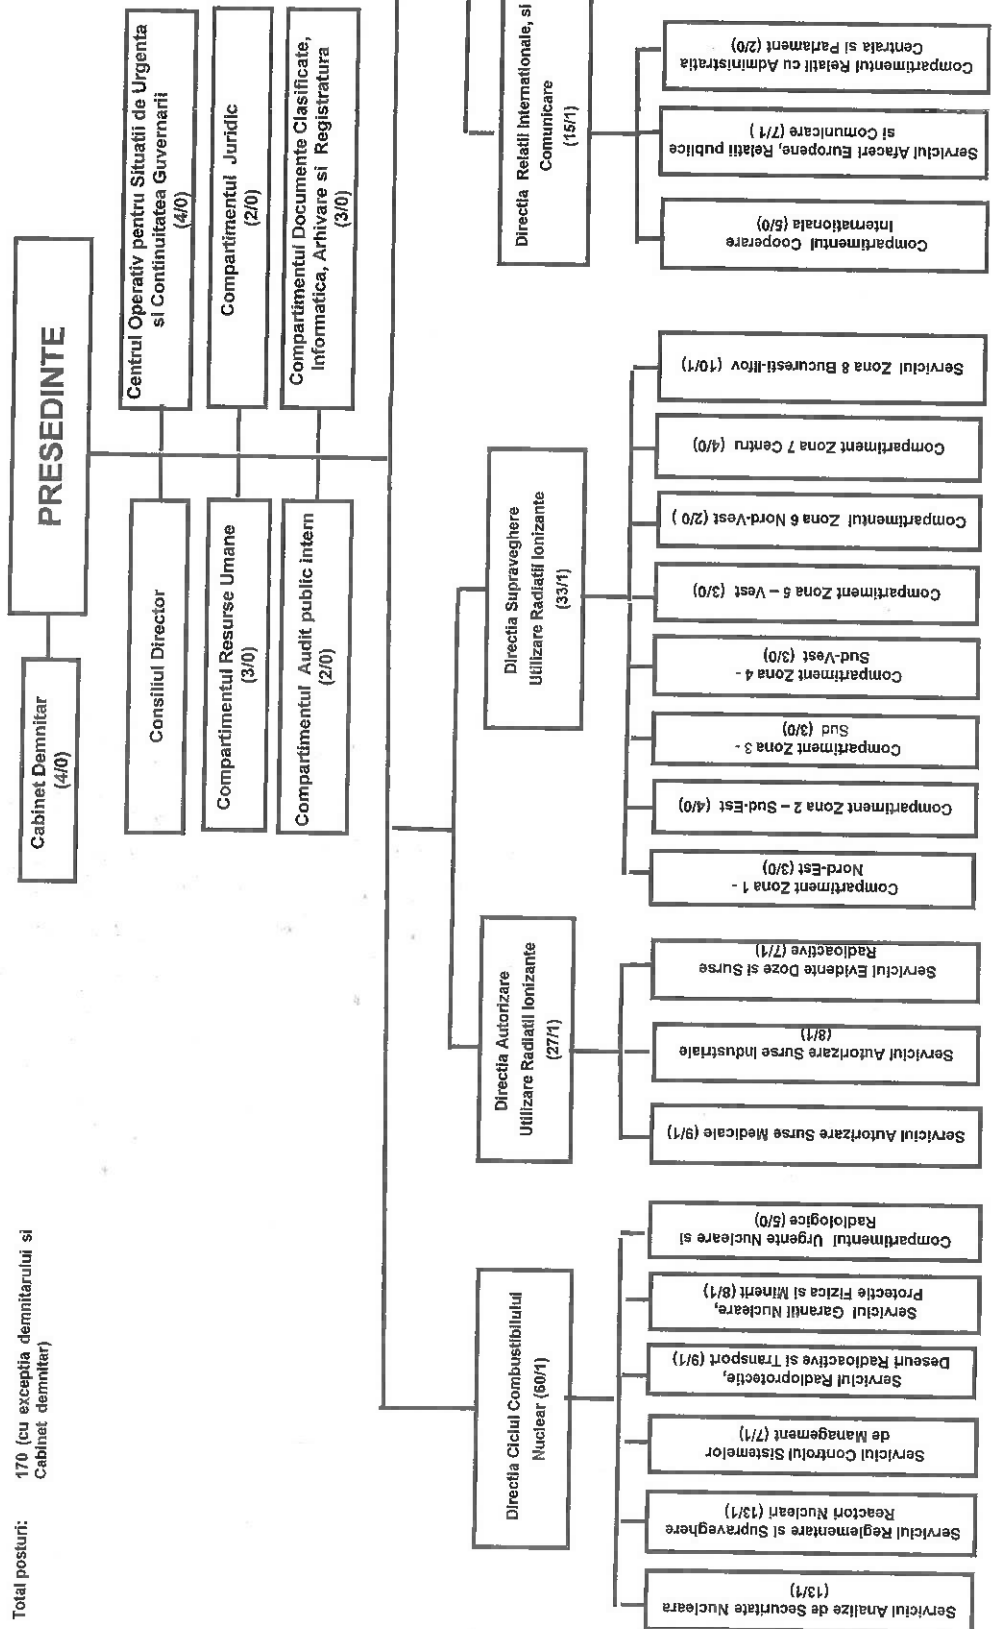 Total posturi:
170 (cu exceptia demnitarului si
Cabinet demnitar)
PRESEDINTE
Cabinet Demnitar
(4/0)
Consiliul Director
Centrul Operativ pentru Situatii de Urgenta
si Continuitatea Guvernarii
(4/0)
Compartimentul Resurse Umane
(3/0)
Compartimentul Juridic
(2/0)
Compartimentul Audit public intern
(2/0)
Compartimentul Documente Clasificate,
Informatica, Arhivare si Registratura
(3/0)
Directia Ciclul Combustibilului
Nuclear (60/1)
Directia Autorizare
Utilizare Radiatii Ionizante
(27/1)
Directia Supraveghere
Utilizare Radiatii Ionizante
(33/1)
Directia Relatii Internationale, si
Comunicare
(15/1)
Serviciul Analize de Securitate Nucleara
(13/1)
Serviciul Reglementare si Supraveghere
Reactori Nucleari (13/1)
Serviciul Controlul Sistemelor
de Management (7/1)
Serviciul Radioprotectie,
Deseuri Radioactive si Transport (9/1)
Serviciul Garantii Nucleare,
Protectie Fizica si Minerit (8/1)
Compartimentul Urgente Nucleare si
Radiologice (5/0)
Serviciul Autorizare Surse Medicale (9/1)
Serviciul Autorizare Surse Industriale
(8/1)
Serviciul Evidente Doze si Surse
Radioactive (7/1)
Compartiment Zona 1 -
Nord-Est (3/0)
Compartiment Zona 2 – Sud-Est (4/0)
Compartiment Zona 3 -
Sud (3/0)
Compartiment Zona 4 -
Sud-Vest (3/0)
Compartiment Zona 5 – Vest (3/0)
Compartimentul Zona 6 Nord-Vest (2/0 )
Compartiment Zona 7 Centru (4/0)
Serviciul Zona 8 Bucuresti-Ilfov (10/1)
Compartimentul Cooperare
Internationala (5/0)
Serviciul Afaceri Europene, Relatii publice
si Comunicare (7/1 )
Compartimentul Relatii cu Administratia
Centrala si Parlament (2/0)